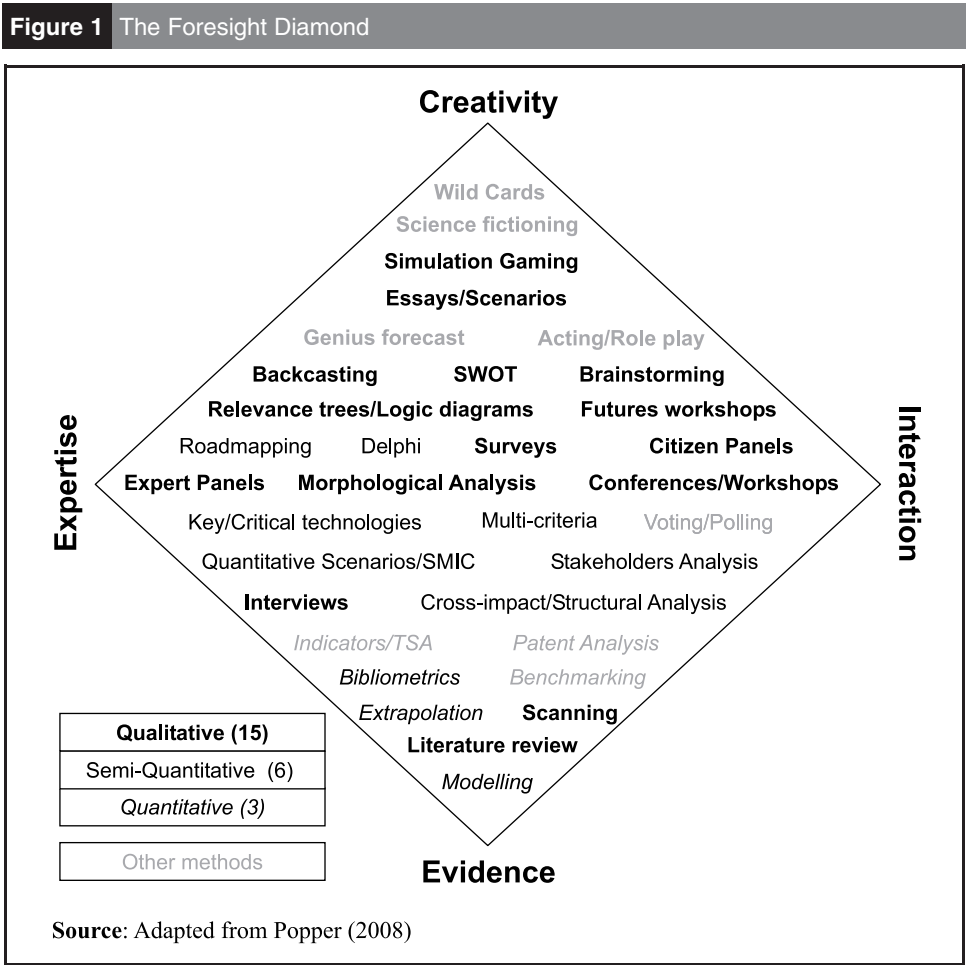 Figure 1 The Foresight Diamond
Creativity
Wild Cards
Science fictioning
Simulation Gaming
Essays/Scenarios
Genius forecast Acting/Role play
Backcasting SWOT Brainstorming
Relevance trees/Logic diagrams Futures workshops
Roadmapping Delphi Surveys Citizen Panels
Expert Panels Morphological Analysis Conferences/Workshops
Key/Critical technologies Multi-criteria Voting/Polling
Quantitative Scenarios/SMIC Stakeholders Analysis
Interviews Cross-impact/Structural Analysis
Indicators/TSA Patent Analysis
Bibliometrics Benchmarking
Extrapolation Scanning
Literature review
Modelling
Expertise
Interaction
Evidence
Qualitative (15)
Semi-Quantitative (6)
Quantitative (3)
Other methods
Source: Adapted from Popper (2008)